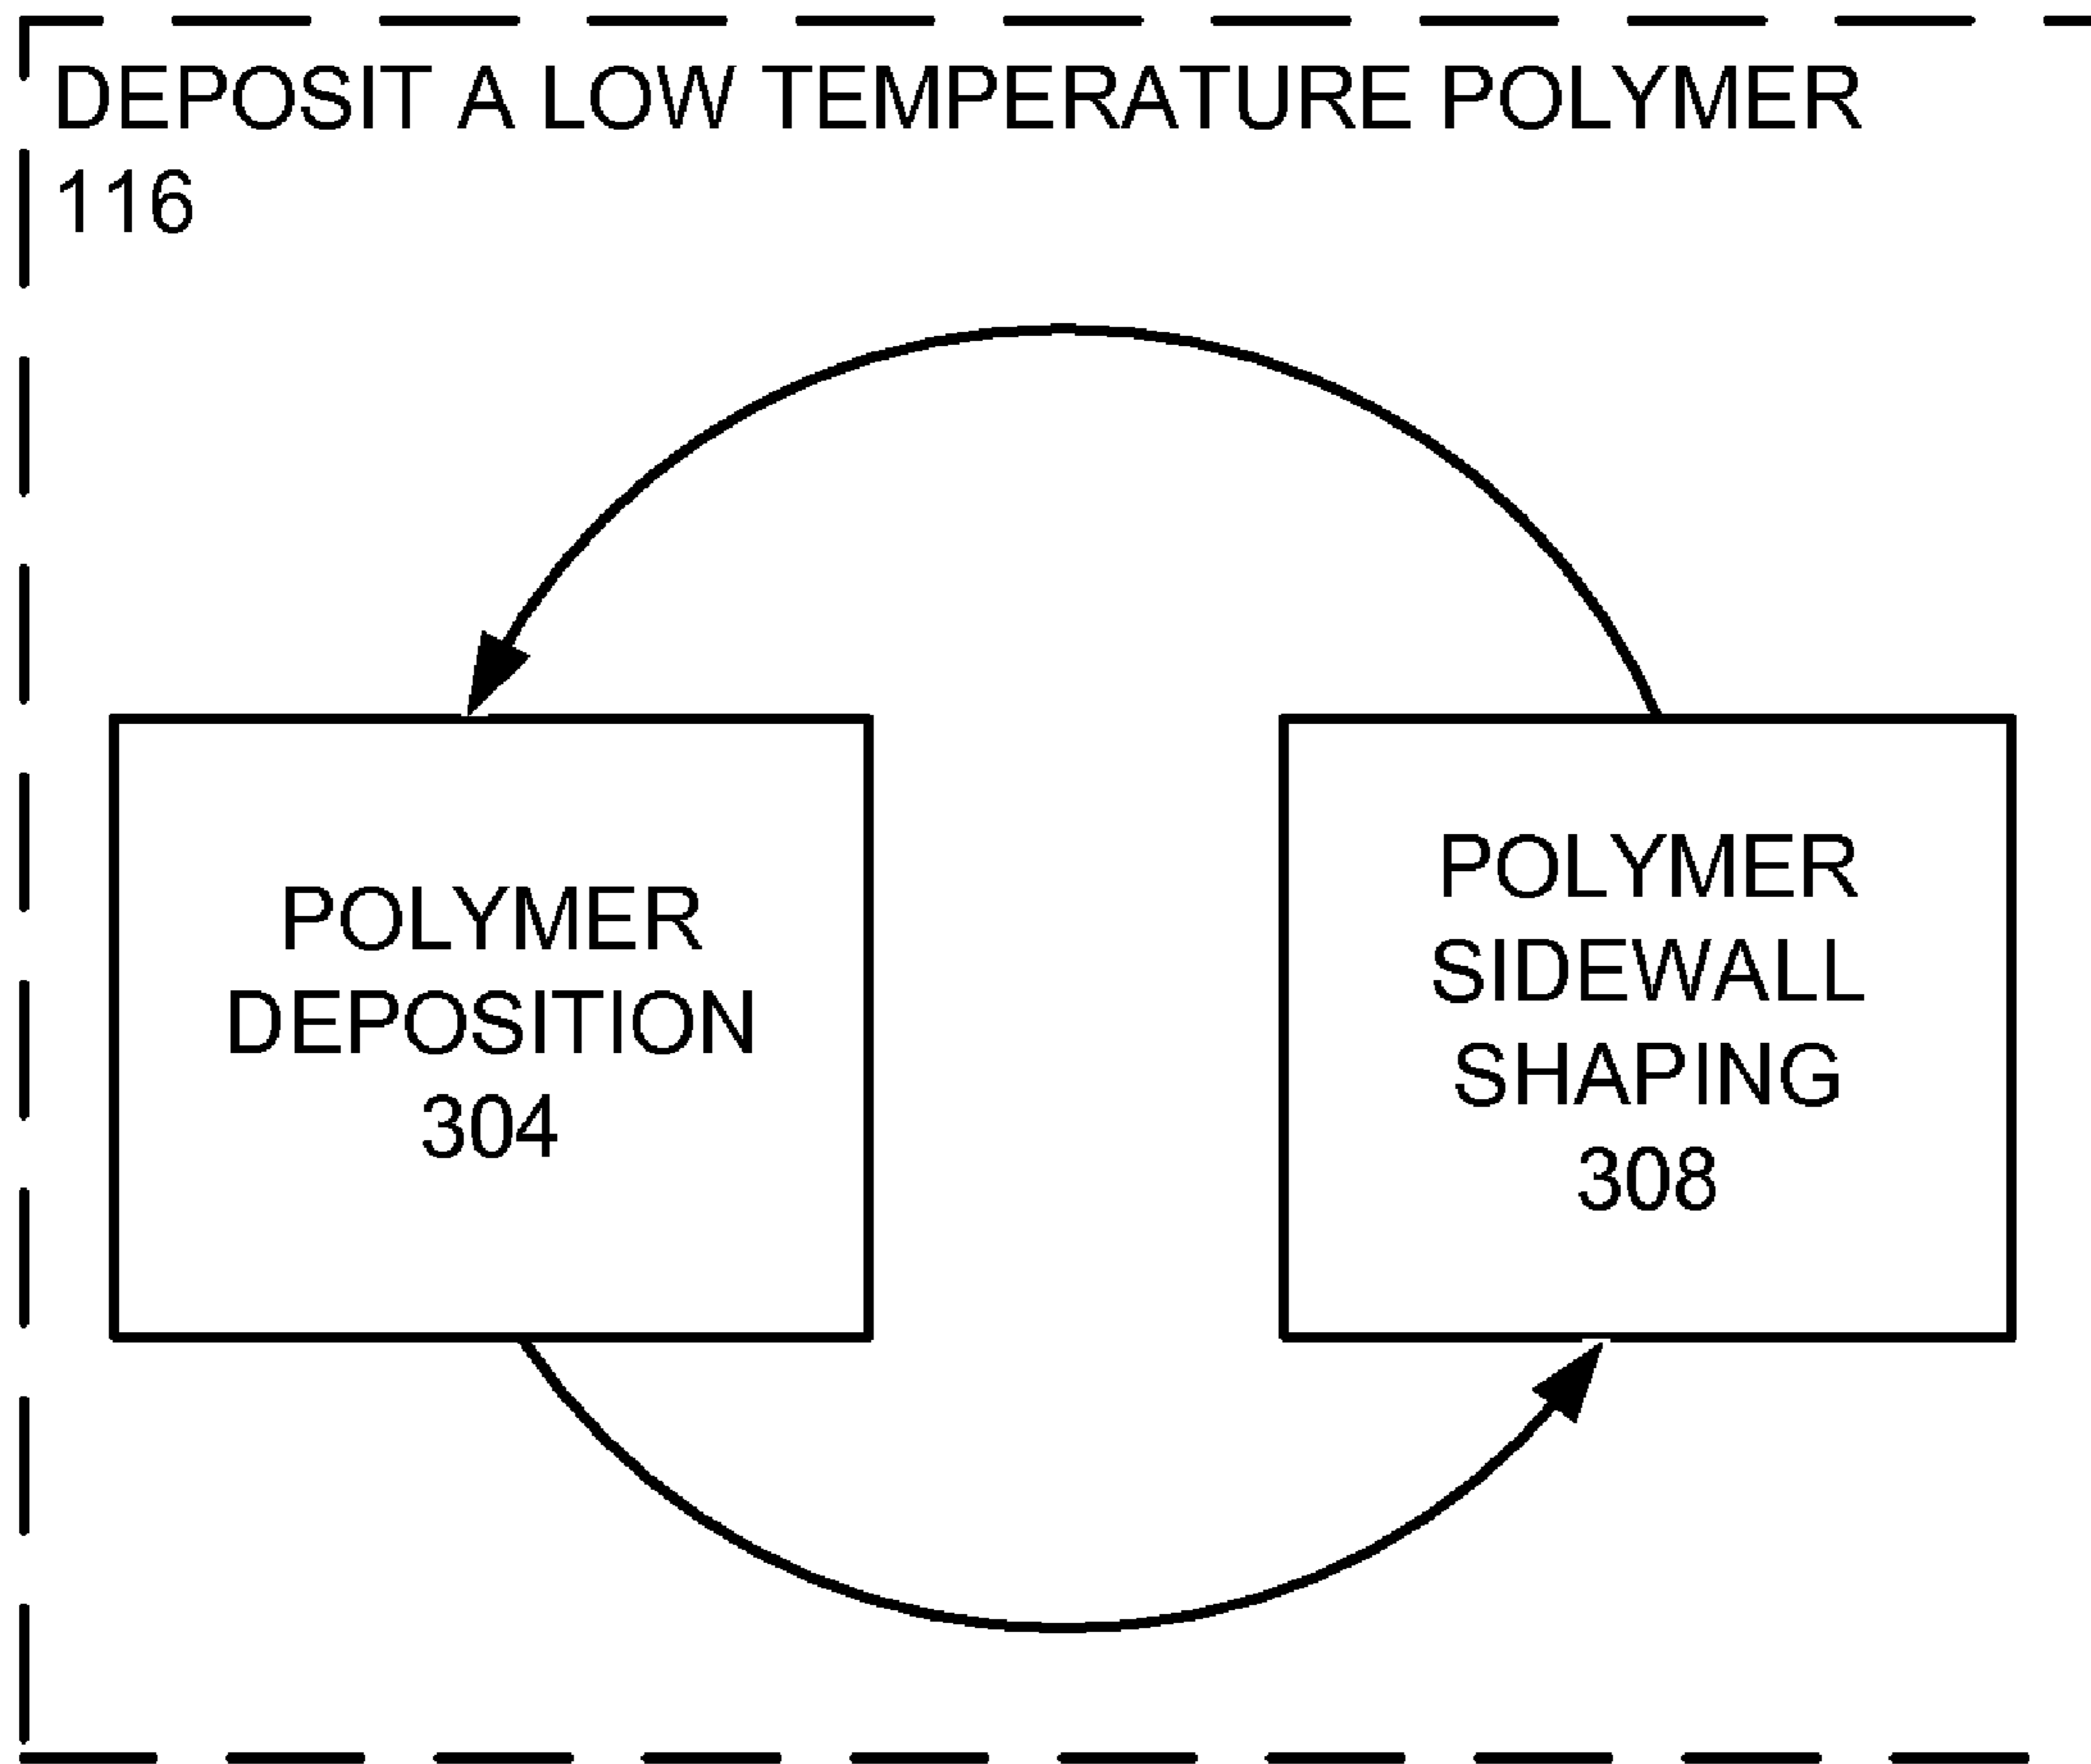 DEPOSIT A LOW TEMPERATURE POLYMER
116
POLYMER
DEPOSITION
304
POLYMER
SIDEWALL
SHAPING
308